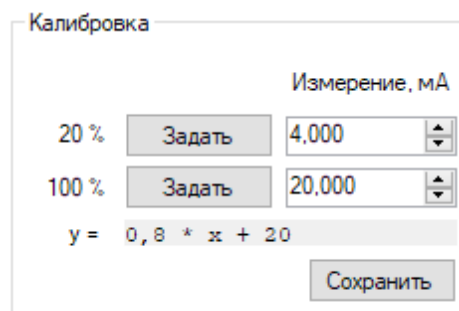 Калибровка
Измерение, мА
20 % Задать 4,000
100 % Задать 20,000
y = 0,8 * x + 20
Сохранить